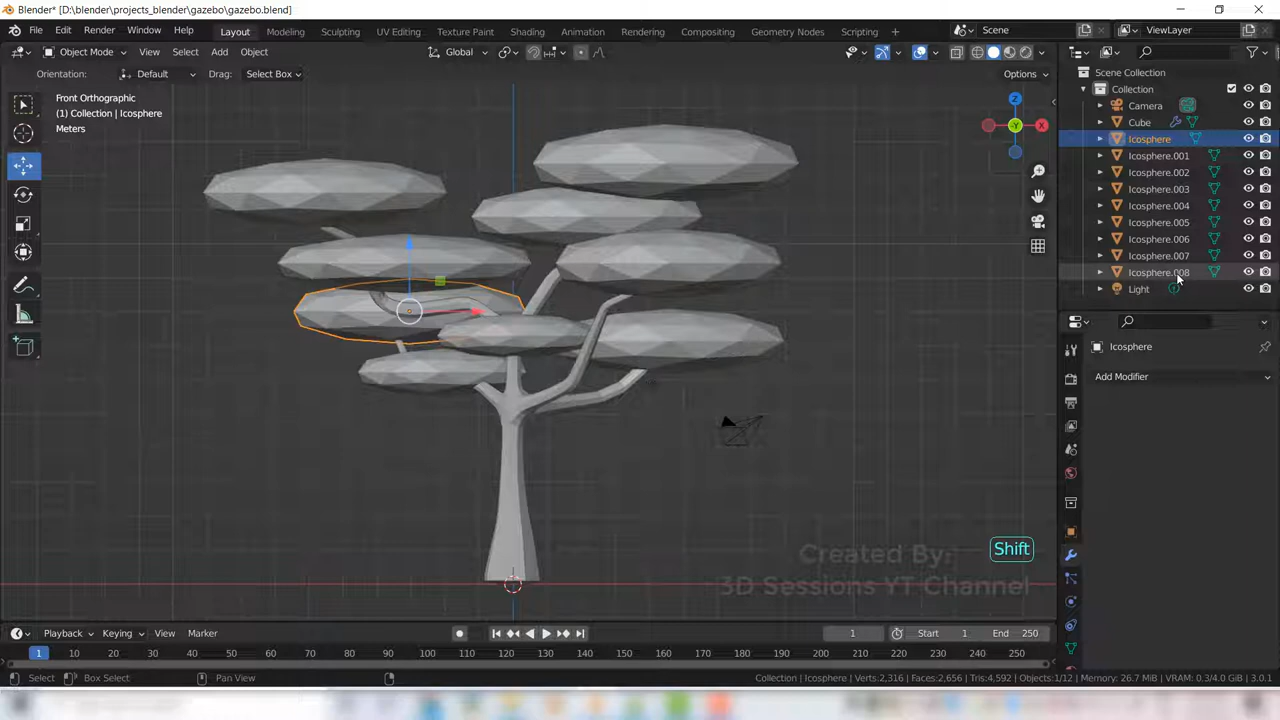 Blender* [D:\blender\projects_blender\gazebo\gazebo.blend]
File Edit Render Window Help Layout Modeling Sculpting UV Editing Texture Paint Shading Animation Rendering Compositing Geometry Nodes Scripting + Scene ViewLayer
Object Mode View Select Add Object Global
Orientation: Default Drag: Select Box Options
Front Orthographic
(1) Collection | Icosphere
Meters
Z
Y
X
Scene Collection
Collection
Camera
Cube
Icosphere
Icosphere.001
Icosphere.002
Icosphere.003
Icosphere.004
Icosphere.005
Icosphere.006
Icosphere.007
Icosphere.008
Light
Icosphere
Add Modifier
Shift
Created By:
3D Sessions YT Channel
Playback Keying View Marker 1 Start 1 End 250
1 10 20 30 40 50 60 70 80 90 100 110 120 130 140 150 160 170 180 190 200 210 220 230 240 250
Select Box Select Pan View Collection | Icosphere | Verts:2,316 | Faces:2,656 | Tris:4,592 | Objects:1/12 | Memory: 26.7 MiB | VRAM: 0.3/4.0 GiB | 3.0.1